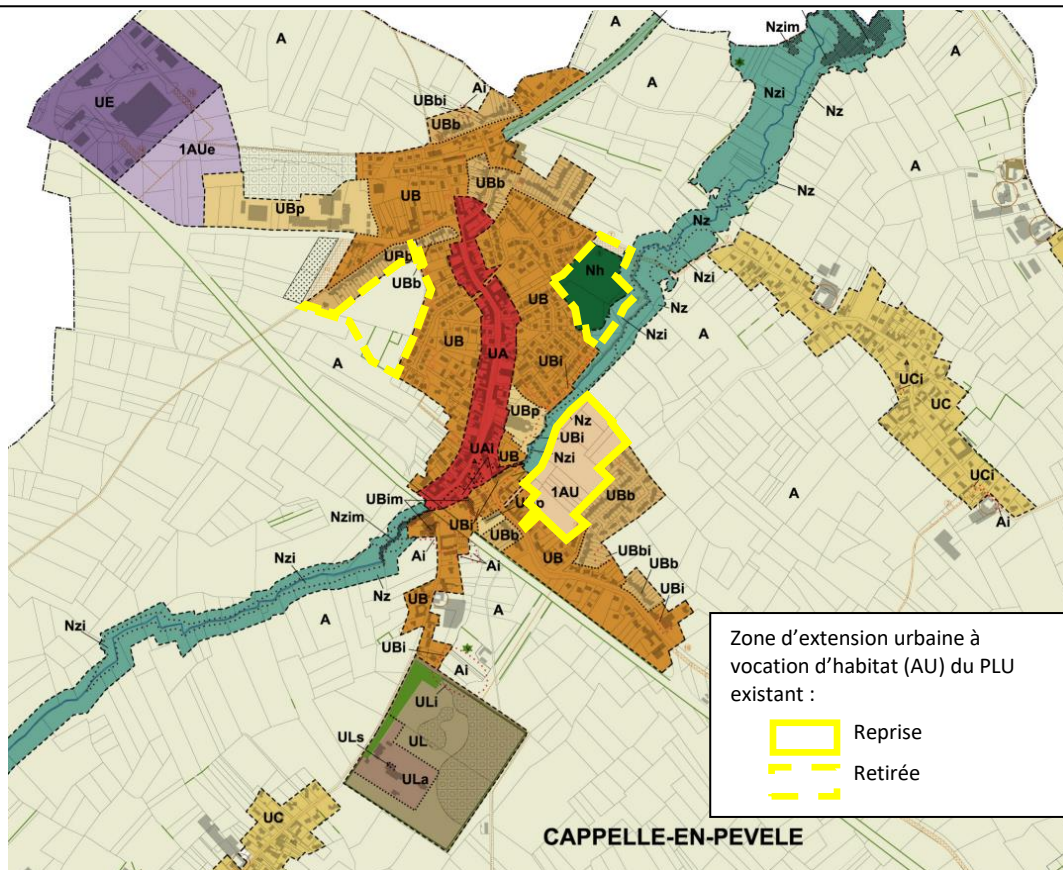 A
Nzim
A
UE
Ai
UBbi
UBb
A
Nzi
Nz
1AUe
A
UB
UBb
Nz
UBp
Nz
UBb
Nh
Nzi
UBb
UB
Nz
UB
Nzi
A
A
UA
UBi
UCi
UC
UBp
Nz
UBi
UAi
UB
Nzi
UCi
1AU
UBb
A
UBim
Nzim
UBi
Ai
Nzi
Ai
UBb
UB
Ai
UBbi
UBb
Nz
UBi
A
UB
A
Nzi
UBi
Ai
ULi
ULs
UL
ULa
UC
CAPPELLE-EN-PEVELE
Zone d'extension urbaine à
vocation d'habitat (AU) du PLU
existant :
Reprise
Retirée